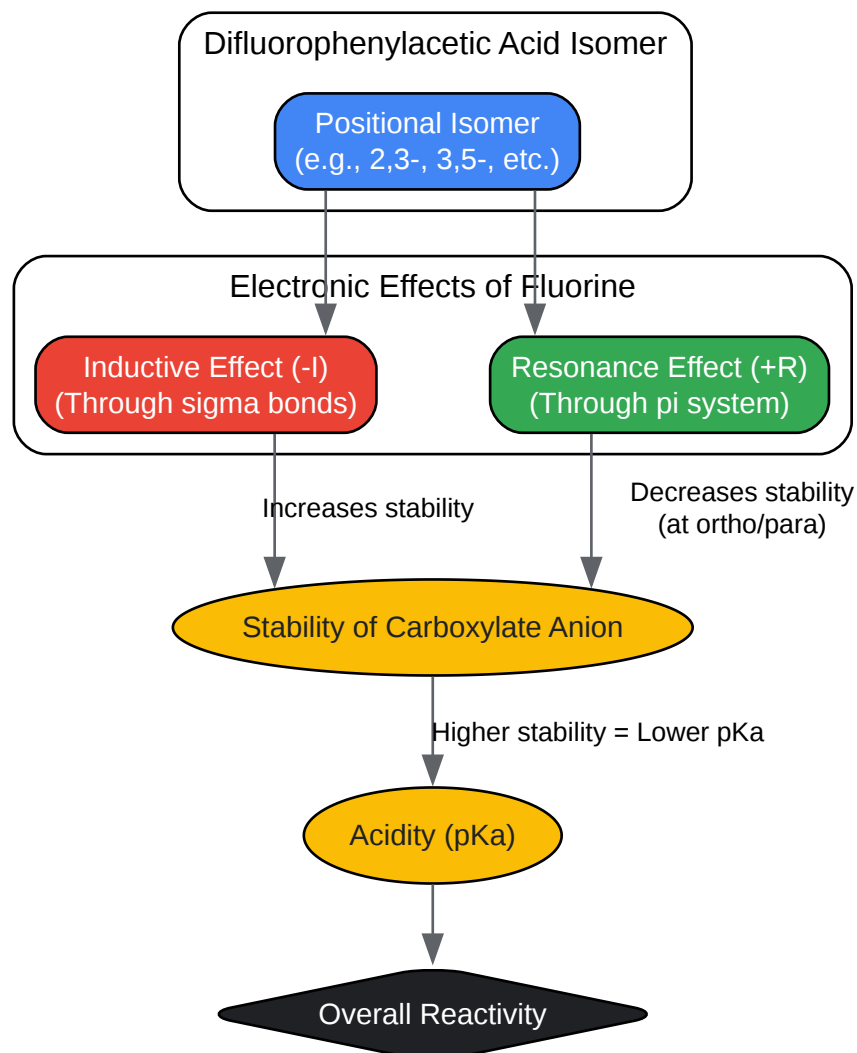 Difluorophenylacetic Acid Isomer
Positional Isomer
(e.g., 2,3-, 3,5-, etc.)
Electronic Effects of Fluorine
Inductive Effect (-I)
(Through sigma bonds)
Resonance Effect (+R)
(Through pi system)
Increases stability
Decreases stability
(at ortho/para)
Stability of Carboxylate Anion
Higher stability = Lower pKa
Acidity (pKa)
Overall Reactivity